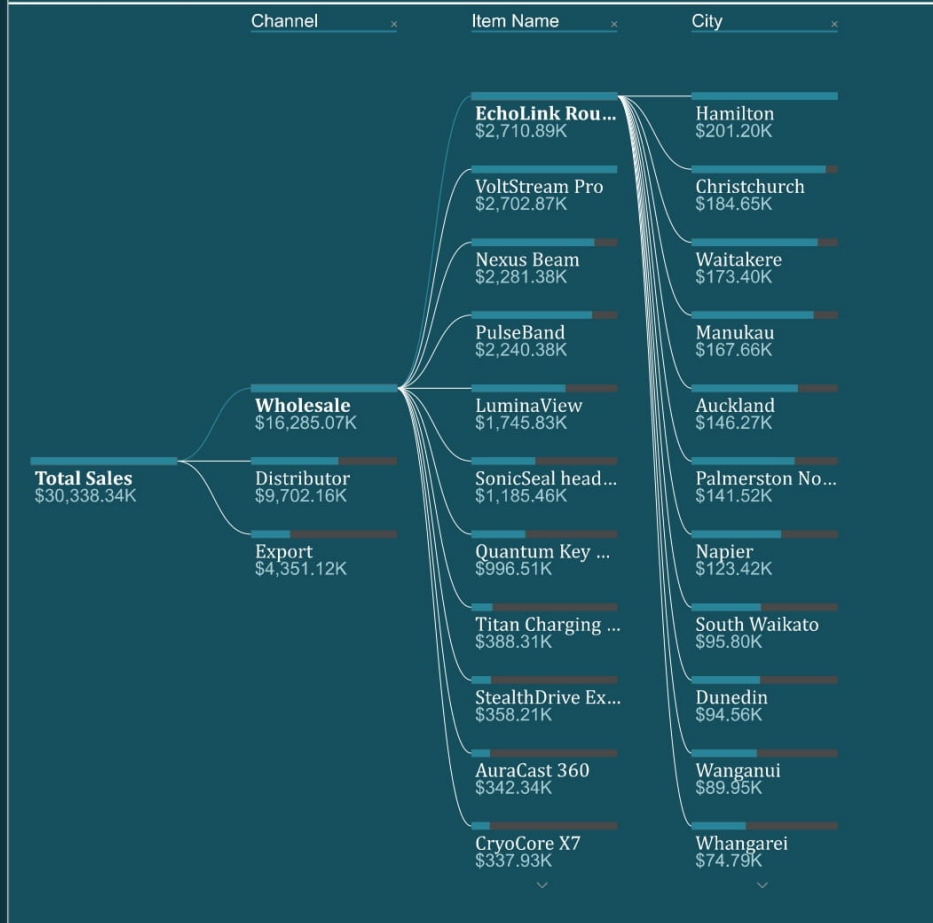 Channel
Item Name
City
Total Sales
$30,338.34K
Wholesale
$16,285.07K
Distributor
$9,702.16K
Export
$4,351.12K
EchoLink Rou...
$2,710.89K
VoltStream Pro
$2,702.87K
Nexus Beam
$2,281.38K
PulseBand
$2,240.38K
LuminaView
$1,745.83K
SonicSeal head...
$1,185.46K
Quantum Key ...
$996.51K
Titan Charging ...
$388.31K
StealthDrive Ex...
$358.21K
AuraCast 360
$342.34K
CryoCore X7
$337.93K
Hamilton
$201.20K
Christchurch
$184.65K
Waitakere
$173.40K
Manukau
$167.66K
Auckland
$146.27K
Palmerston No...
$141.52K
Napier
$123.42K
South Waikato
$95.80K
Dunedin
$94.56K
Wanganui
$89.95K
Whangarei
$74.79K